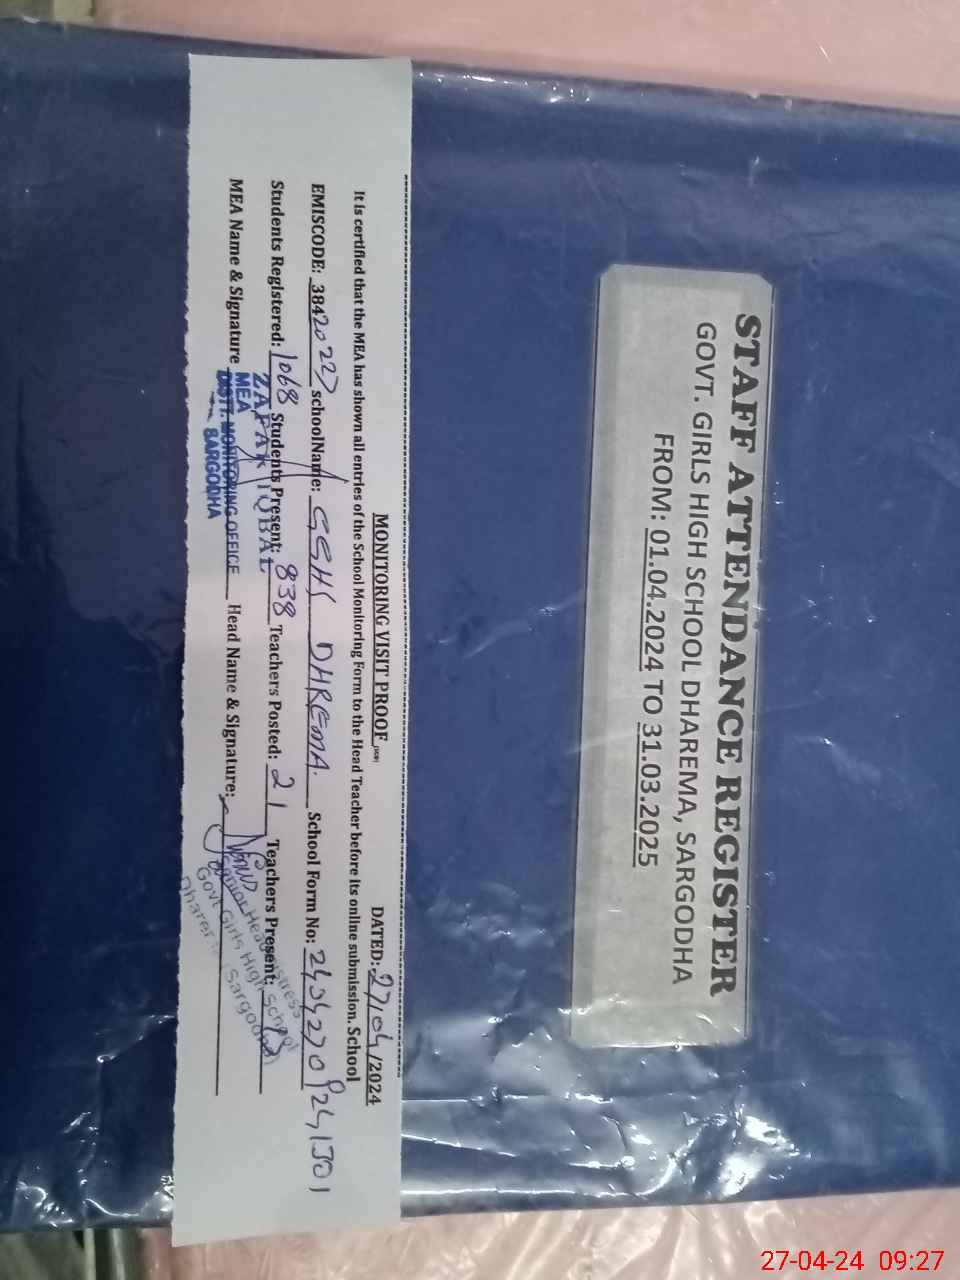 STAFF ATTENDANCE REGISTER
GOVT. GIRLS HIGH SCHOOL DHAREMA, SARGODHA
FROM: 01.04.2024 TO 31.03.2025
MONITORING VISIT PROOF
DATED: 27/04/2024
It is certified that the MEA has shown all entries of the School Monitoring Form to the Head Teacher before its online submission. School
EMISCODE: 38420227 schoolName: GGHS DHREMA. School Form No:
Students Registered: 1068 Students Present: 838 Teachers Posted: 21 Teachers Present:
MEA Name & Signature Head Name & Signature:
ZAFAR IQBAL
MEA
DISTT. MONITORING OFFICE
SARGODHA
Senior Headmistress
Govt Girls High School
(Sargodha)
27-04-24 09:27